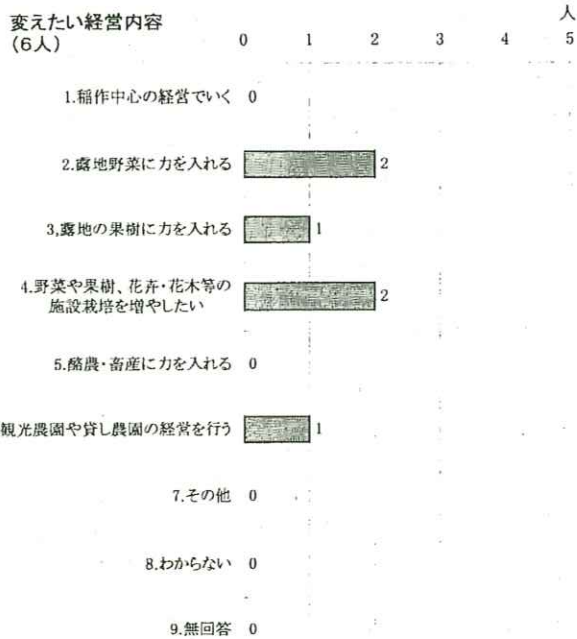 変えたい経営内容
(6人)
人
0 1 2 3 4 5
1.稲作中心の経営でいく 0
2.露地野菜に力を入れる 2
3,露地の果樹に力を入れる 1
4.野菜や果樹、花卉・花木等の
施設栽培を増やしたい 2
5.酪農・畜産に力を入れる 0
観光農園や貸し農園の経営を行う 1
7.その他 0
8.わからない 0
9.無回答 0